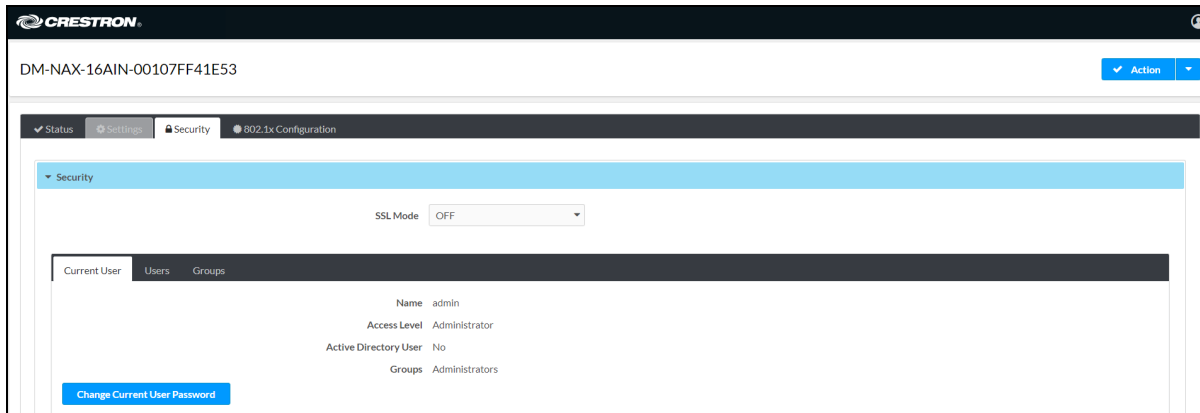 CRESTRON®
DM-NAX-16AIN-00107FF41E53
Action
Status Settings Security 802.1x Configuration
Security
SSL Mode OFF
Current User Users Groups
Name admin
Access Level Administrator
Active Directory User No
Groups Administrators
Change Current User Password